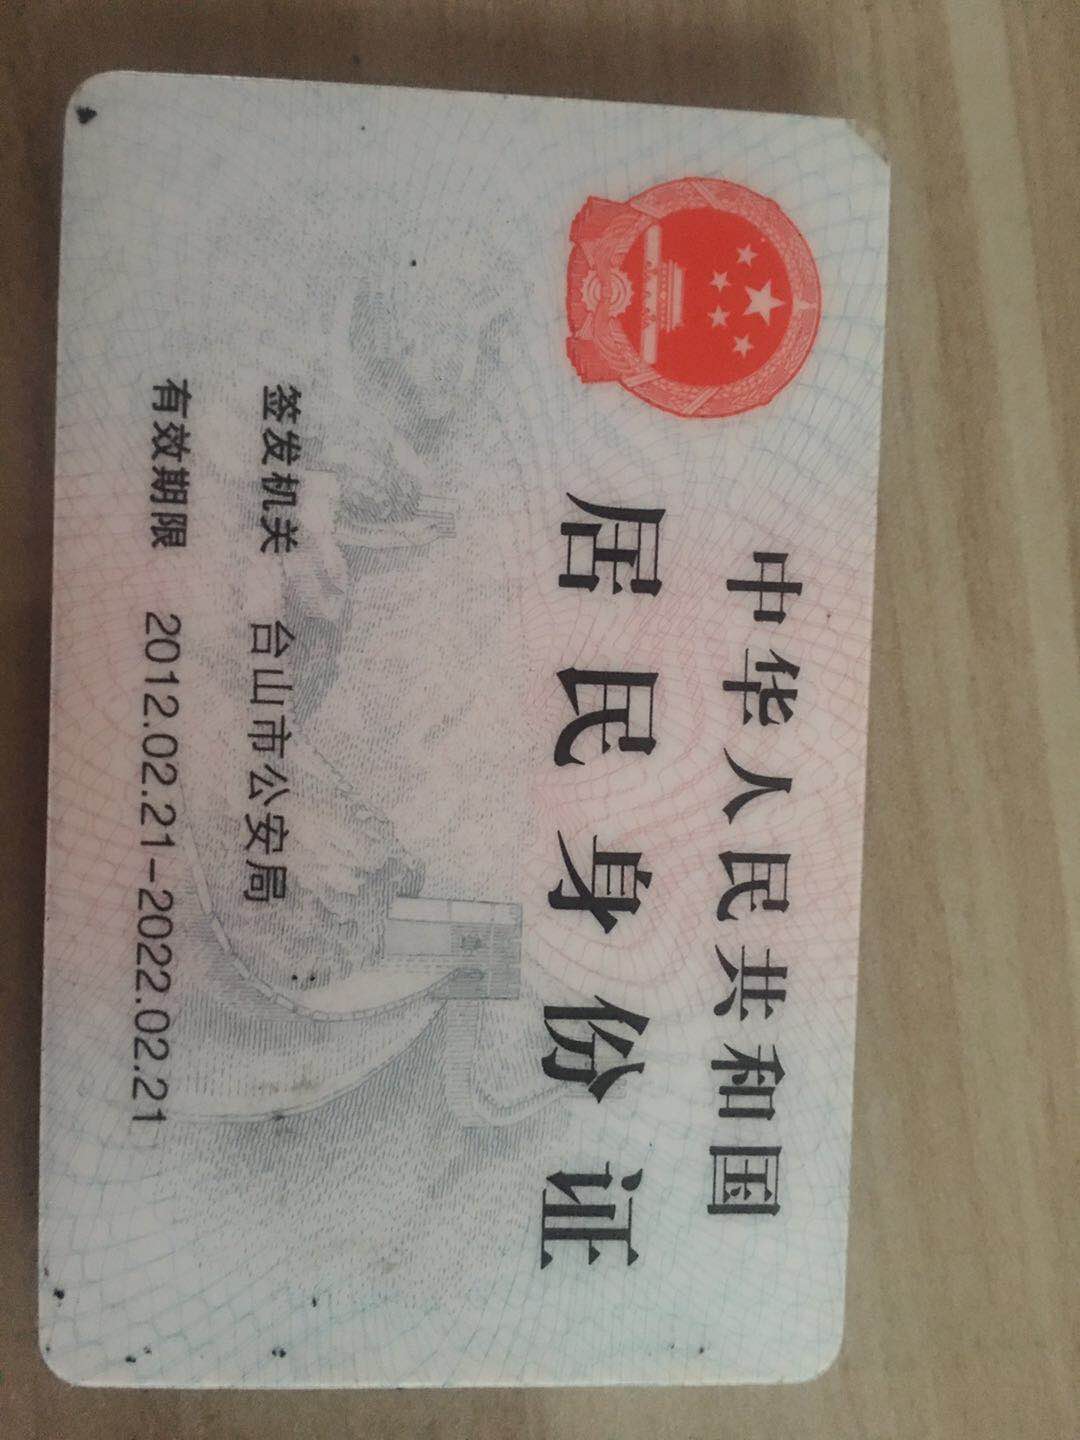 中华人民共和国
居民身份证
签发机关 台山市公安局
有效期限 2012.02.21-2022.02.21